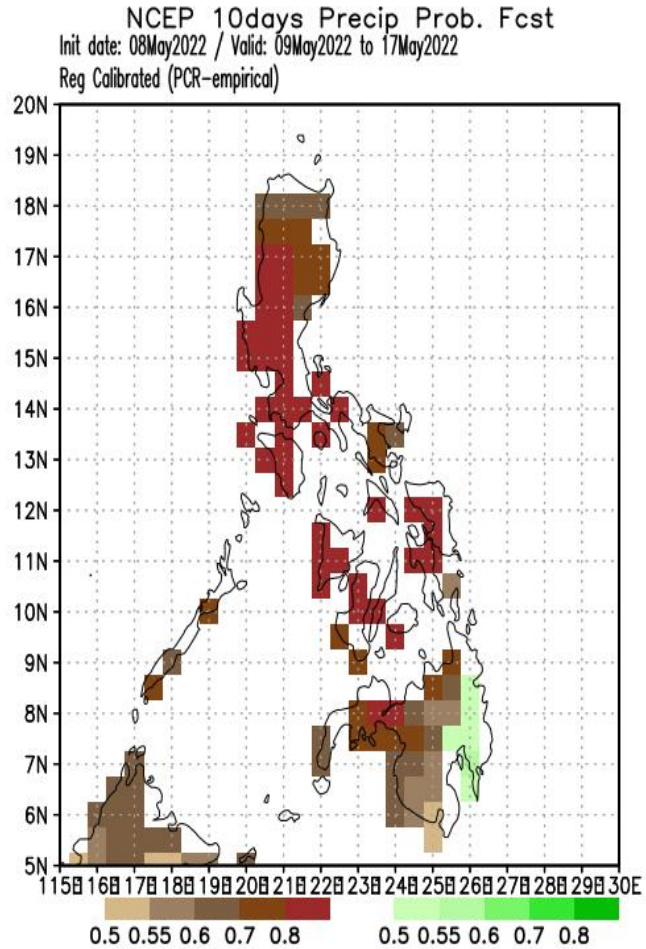 NCEP 10days Precip Prob. Fcst
Init date: 08May2022 / Valid: 09May2022 to 17May2022
Reg Calibrated (PCR-empirical)
20N
19N
18N
17N
16N
15N
14N
13N
12N
11N
10N
9N
8N
7N
6N
5N
115E 116E 117E 118E 119E 120E 121E 122E 123E 124E 125E 126E 127E 128E 129E 130E
0.5 0.55 0.6 0.7 0.8 0.5 0.55 0.6 0.7 0.8